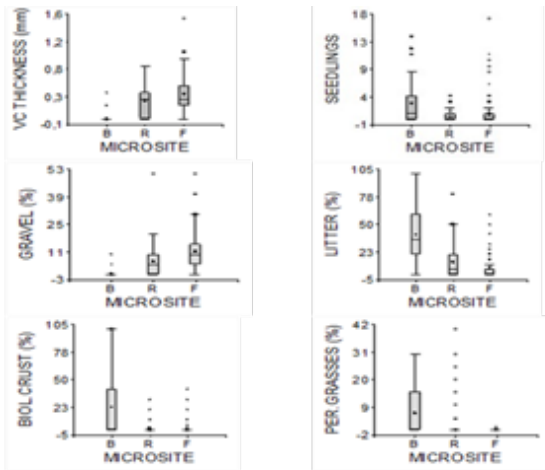 VC THICKNESS (mm)
1,6
1,2
0,8
0,3
-0,1
B R F
MICROSITE
SEEDLINGS
18
13
9
4
-1
B R F
MICROSITE
GRAVEL (%)
53
39
25
11
-3
B R F
MICROSITE
LITTER (%)
105
78
50
23
-5
B R F
MICROSITE
BIOL CRUST (%)
105
78
50
23
-5
B R F
MICROSITE
PER. GRASSES (%)
42
31
20
9
-2
B R F
MICROSITE